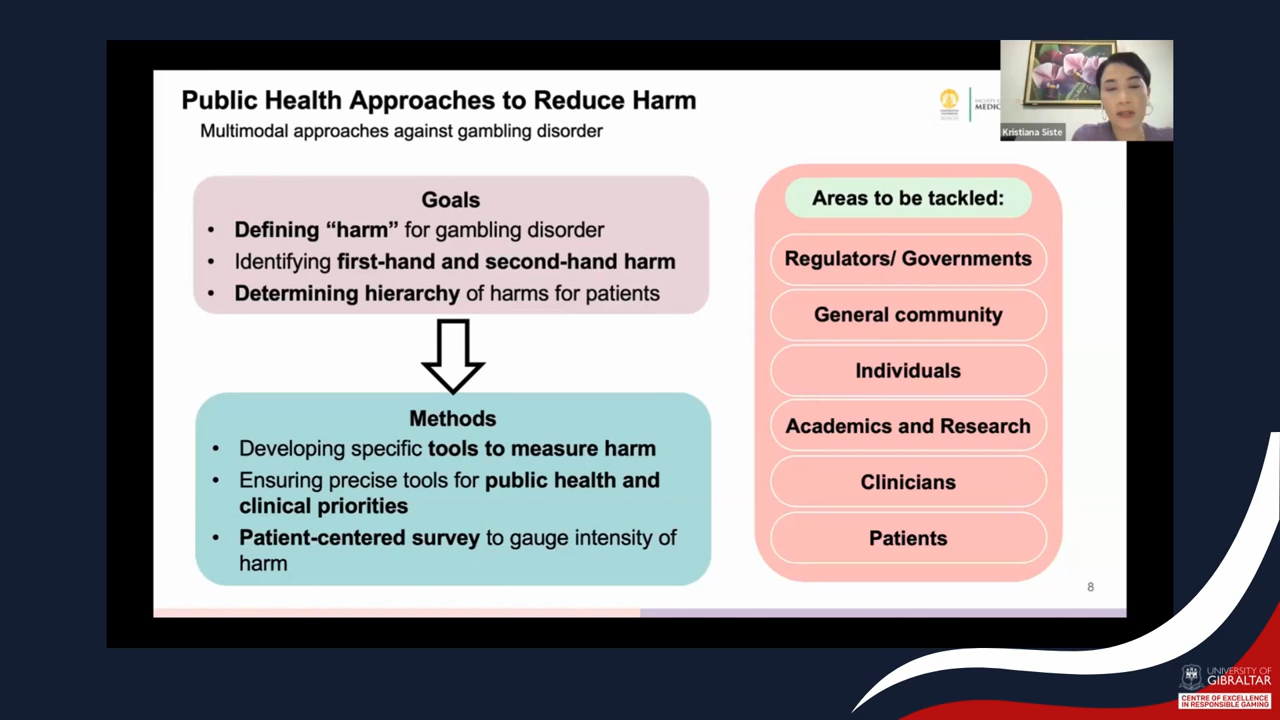 Public Health Approaches to Reduce Harm
Multimodal approaches against gambling disorder
Kristiana Siste
Goals
• Defining “harm” for gambling disorder
• Identifying first-hand and second-hand harm
• Determining hierarchy of harms for patients
Methods
• Developing specific tools to measure harm
• Ensuring precise tools for public health and
clinical priorities
• Patient-centered survey to gauge intensity of
harm
Areas to be tackled:
Regulators/ Governments
General community
Individuals
Academics and Research
Clinicians
Patients
8
UNIVERSITY OF
GIBRALTAR
CENTRE OF EXCELLENCE
IN RESPONSIBLE GAMING